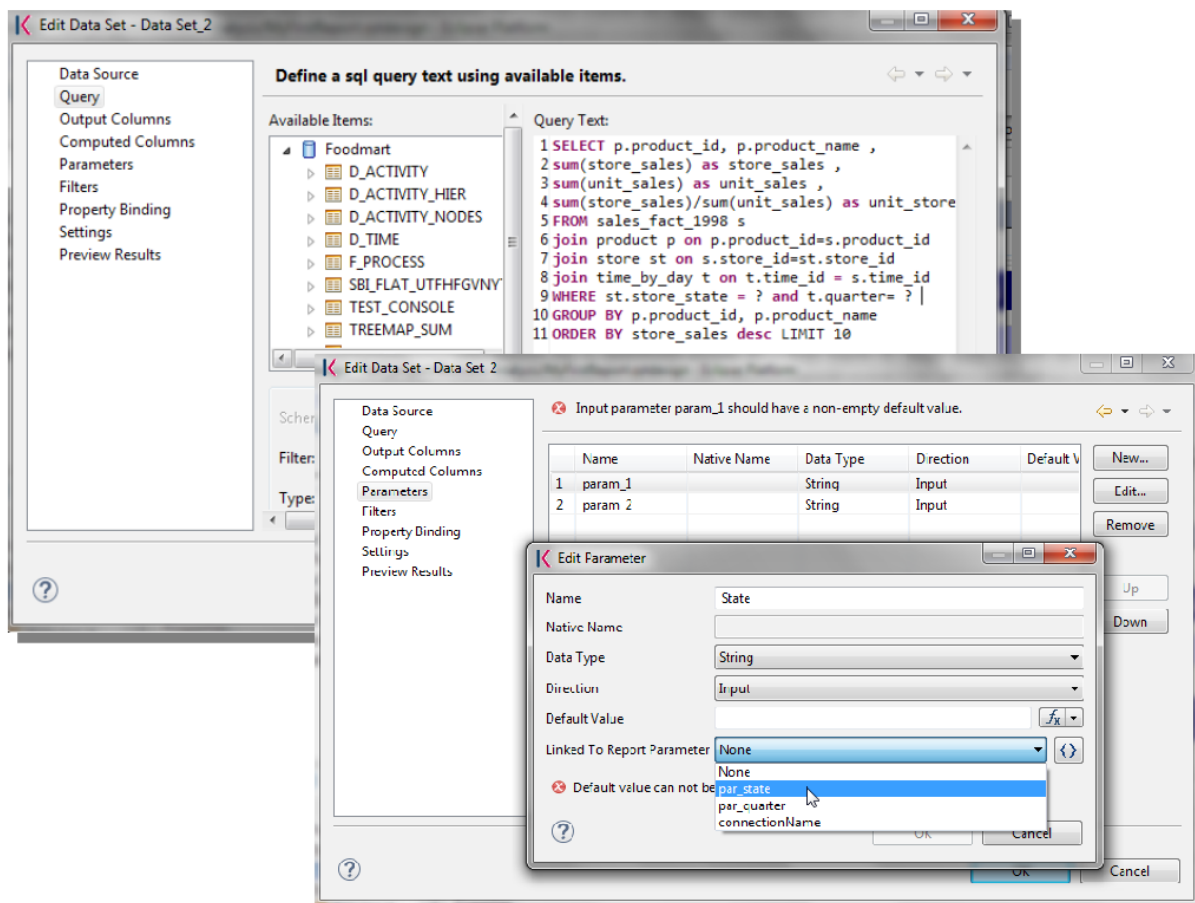 Edit Data Set - Data Set_2
Data Source
Query
Output Columns
Computed Columns
Parameters
Filters
Property Binding
Settings
Preview Results
Define a sql query text using available items.
Available Items:
Foodmart
D_ACTIVITY
D_ACTIVITY_HIER
D_ACTIVITY_NODES
D_TIME
F_PROCESS
SBI_FLAT_UTFHFGVNY
TEST_CONSOLE
TREEMAP_SUM
Query Text:
1 SELECT p.product_id, p.product_name ,
2 sum(store_sales) as store_sales ,
3 sum(unit_sales) as unit_sales ,
4 sum(store_sales)/sum(unit_sales) as unit_store
5 FROM sales_fact_1998 s
6 join product p on p.product_id=s.product_id
7 join store st on s.store_id=st.store_id
8 join time_by_day t on t.time_id = s.time_id
9 WHERE st.store_state = ? and t.quarter= ?
10 GROUP BY p.product_id, p.product_name
11 ORDER BY store_sales desc LIMIT 10
Schem
Filter:
Type:
Edit Data Set - Data Set 2
Data Source
Query
Output Columns
Computed Columns
Parameters
Filters
Property Binding
Settings
Preview Results
Input parameter param_1 should have a non-empty default value.
Name Native Name Data Type Direction Default V
1 param_1 String Input
2 param 2 String Input
New...
Edit...
Remove
Up
Down
Edit Parameter
Name State
Native Name
Data Type String
Direction Input
Default Value fx
Linked To Report Parameter None
None
par_state
par_quarter
connectionName
Default value can not be
OK Cancel
OK Cancel